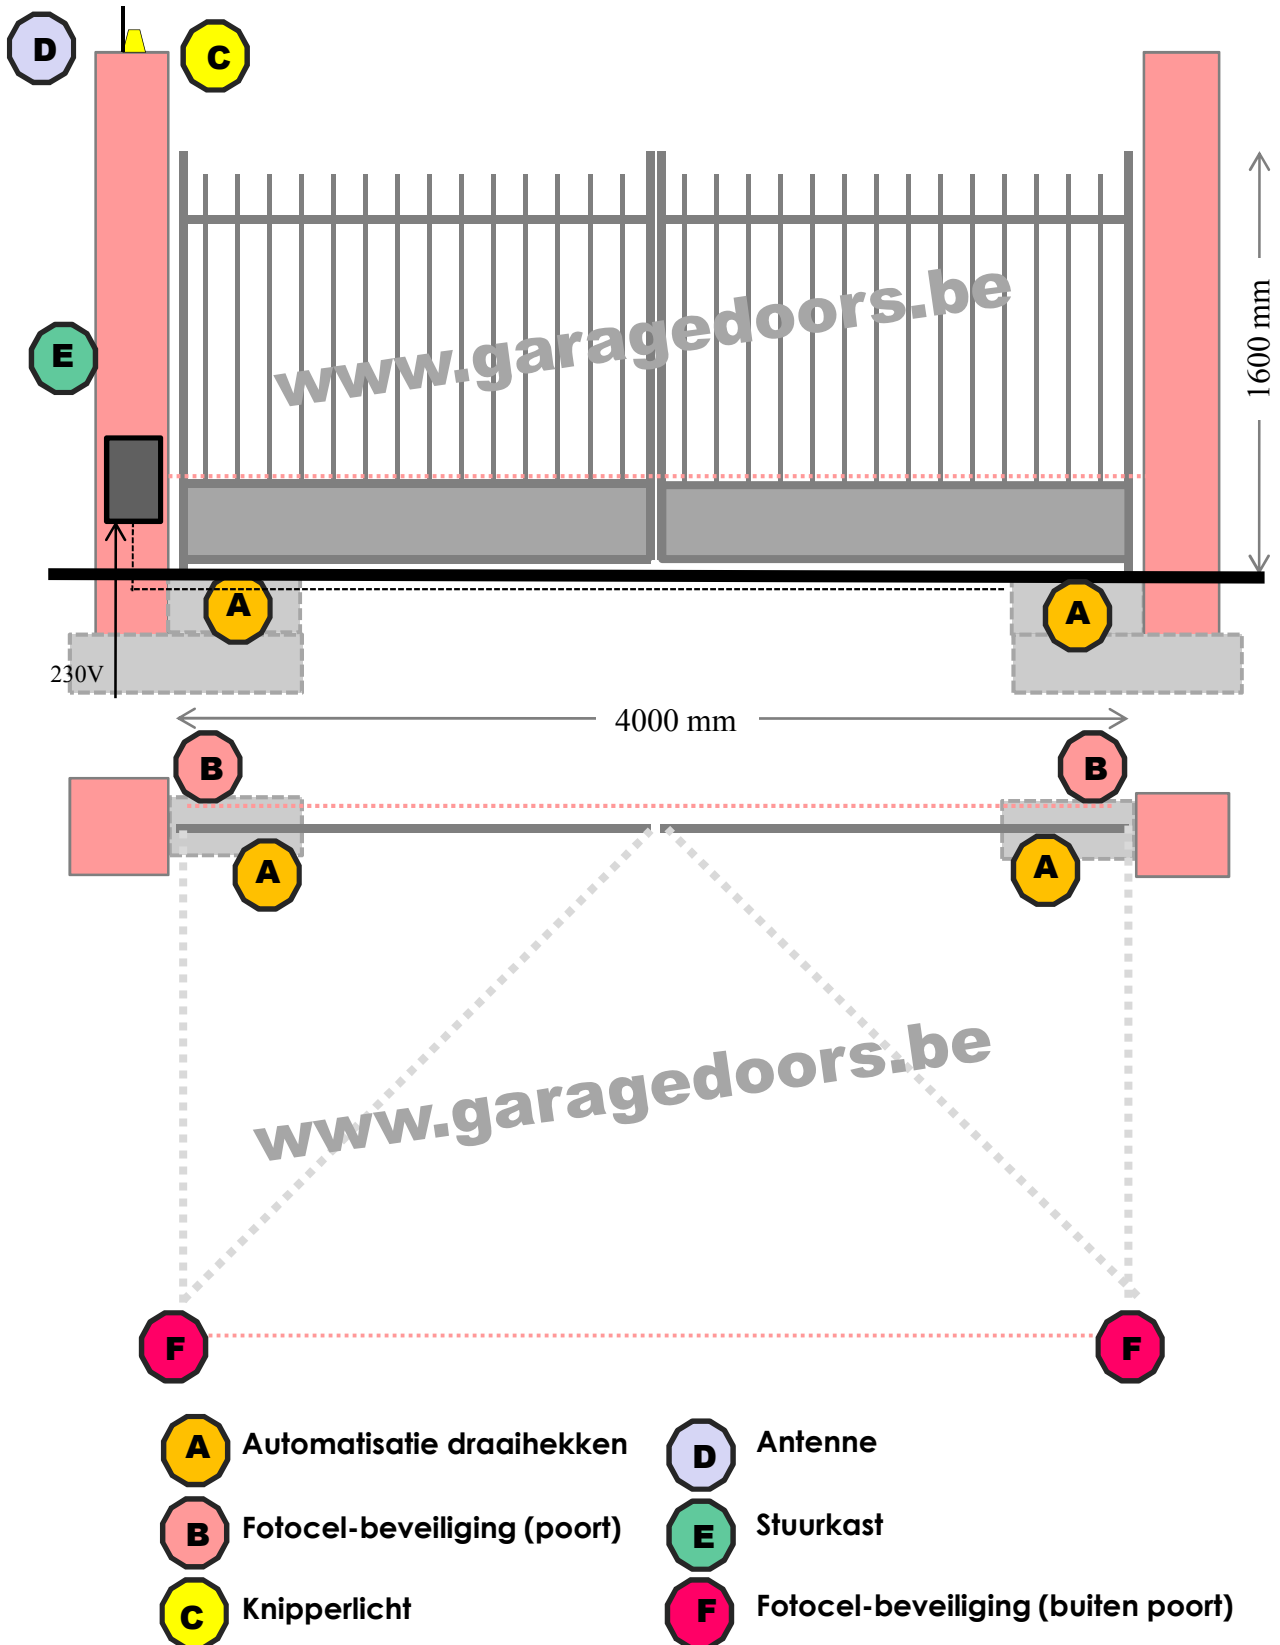 D
C
www.garagedoors.be
1600 mm
E
A
A
230V
4000 mm
B
B
A
A
www.garagedoors.be
F
F
A Automatisatie draaihekken
D Antenne
B Fotocel-beveiliging (poort)
E Stuurkast
C Knipperlicht
F Fotocel-beveiliging (buiten poort)